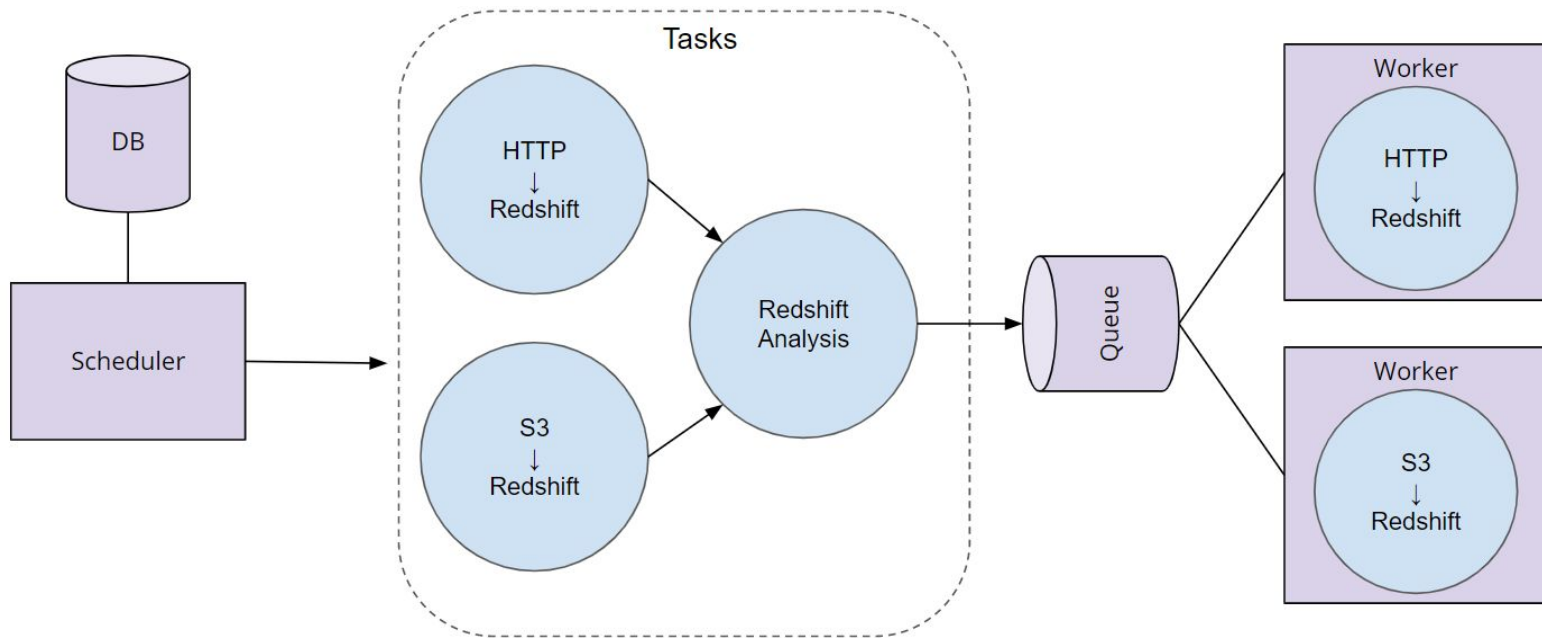 Tasks
DB
Scheduler
HTTP
↓
Redshift
S3
↓
Redshift
Redshift
Analysis
Queue
Worker
HTTP
↓
Redshift
Worker
S3
↓
Redshift